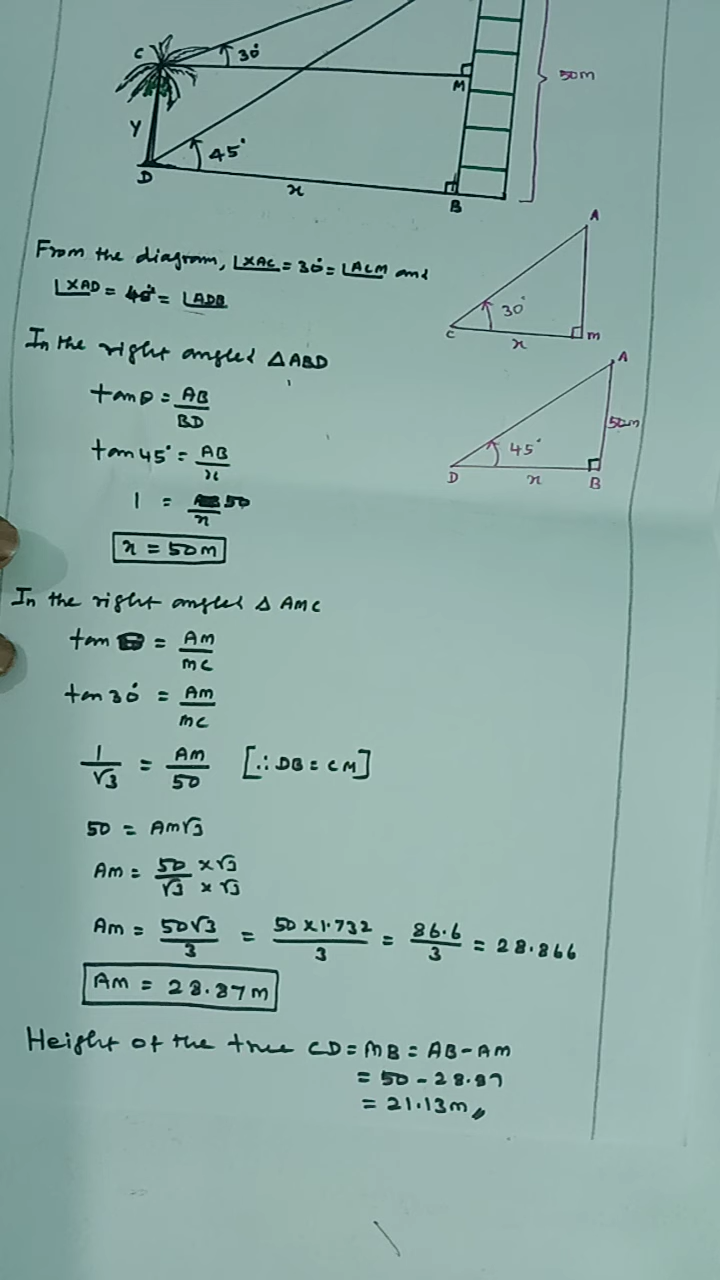 C 30°
M
50m
y
45°
D
x
B
A
From the diagram, ∠XAC = 30° = ∠ACM and
∠XAD = 45° = ∠ADB
30°
C x m
In the right angled △ABD
A
tanθ = AB/BD
50m
tan45° = AB/x
45°
D x B
1 = 50/x
x = 50m
In the right angled △ AMC
tan θ = AM/MC
tan 30° = AM/MC
1/√3 = AM/50 [∴ DB = CM]
50 = AM√3
AM = 50/√3 × √3/√3
AM = 50√3/3 = 50 × 1.732/3 = 86.6/3 = 28.866
AM = 28.87m
Height of the tree CD = MB = AB - AM
= 50 - 28.87
= 21.13m